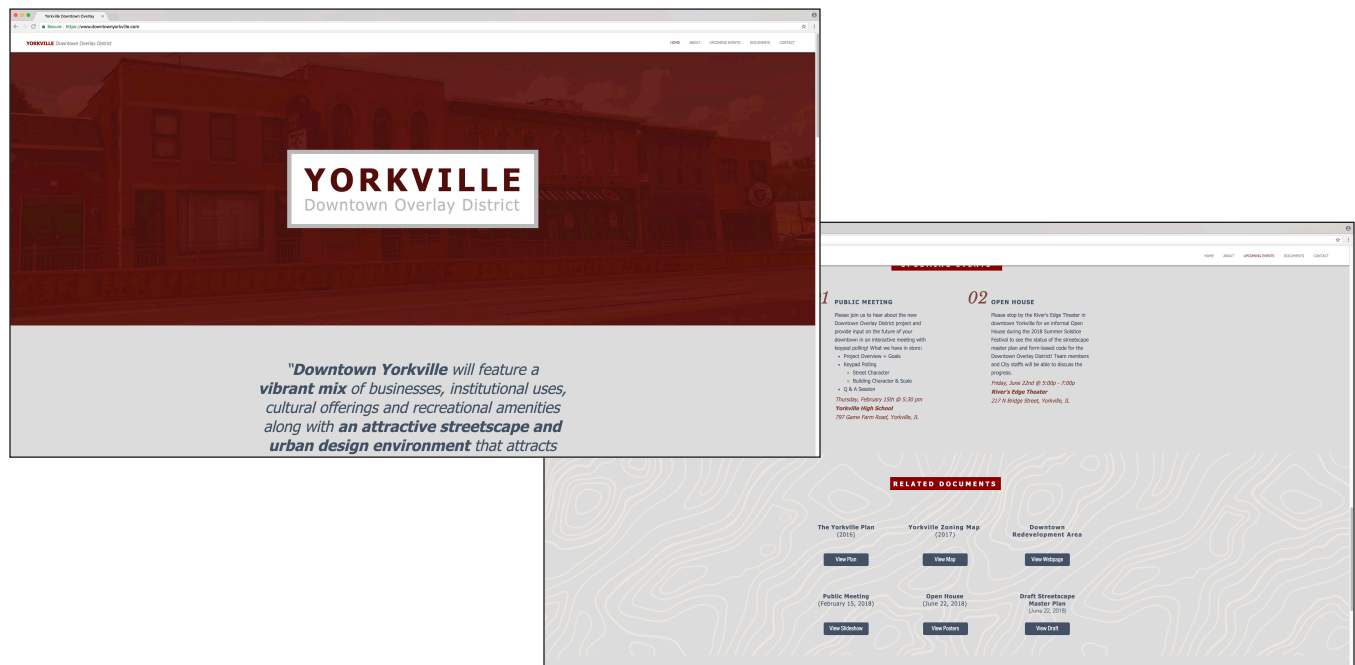 Yorkville Downtown Overlay ×
Secure https://www.downtownyorkville.com
YORKVILLE Downtown Overlay District
HOME ABOUT UPCOMING EVENTS DOCUMENTS CONTACT
YORKVILLE
Downtown Overlay District
"Downtown Yorkville will feature a
vibrant mix of businesses, institutional uses,
cultural offerings and recreational amenities
along with an attractive streetscape and
urban design environment that attracts
HOME ABOUT UPCOMING EVENTS DOCUMENTS CONTACT
UPCOMING EVENTS
1 PUBLIC MEETING
Please join us to hear about the new
Downtown Overlay District project and
provide input on the future of your
downtown in an interactive meeting with
keypad polling! What we have in store:
• Project Overview + Goals
• Keypad Polling
• Street Character
• Building Character & Scale
• Q & A Session
Thursday, February 15th @ 5:30 pm
Yorkville High School
797 Game Farm Road, Yorkville, IL
02 OPEN HOUSE
Please stop by the River's Edge Theater in
downtown Yorkville for an informal Open
House during the 2018 Summer Solstice
Festival to see the status of the streetscape
master plan and form-based code for the
Downtown Overlay District! Team members
and City staffs will be able to discuss the
progress.
Friday, June 22nd @ 5:00p - 7:00p
River's Edge Theater
217 N Bridge Street, Yorkville, IL
RELATED DOCUMENTS
The Yorkville Plan
(2016)
View Plan
Yorkville Zoning Map
(2017)
View Map
Downtown
Redevelopment Area
View Webpage
Public Meeting
(February 15, 2018)
View Slideshow
Open House
(June 22, 2018)
View Posters
Draft Streetscape
Master Plan
(June 22, 2018)
View Draft